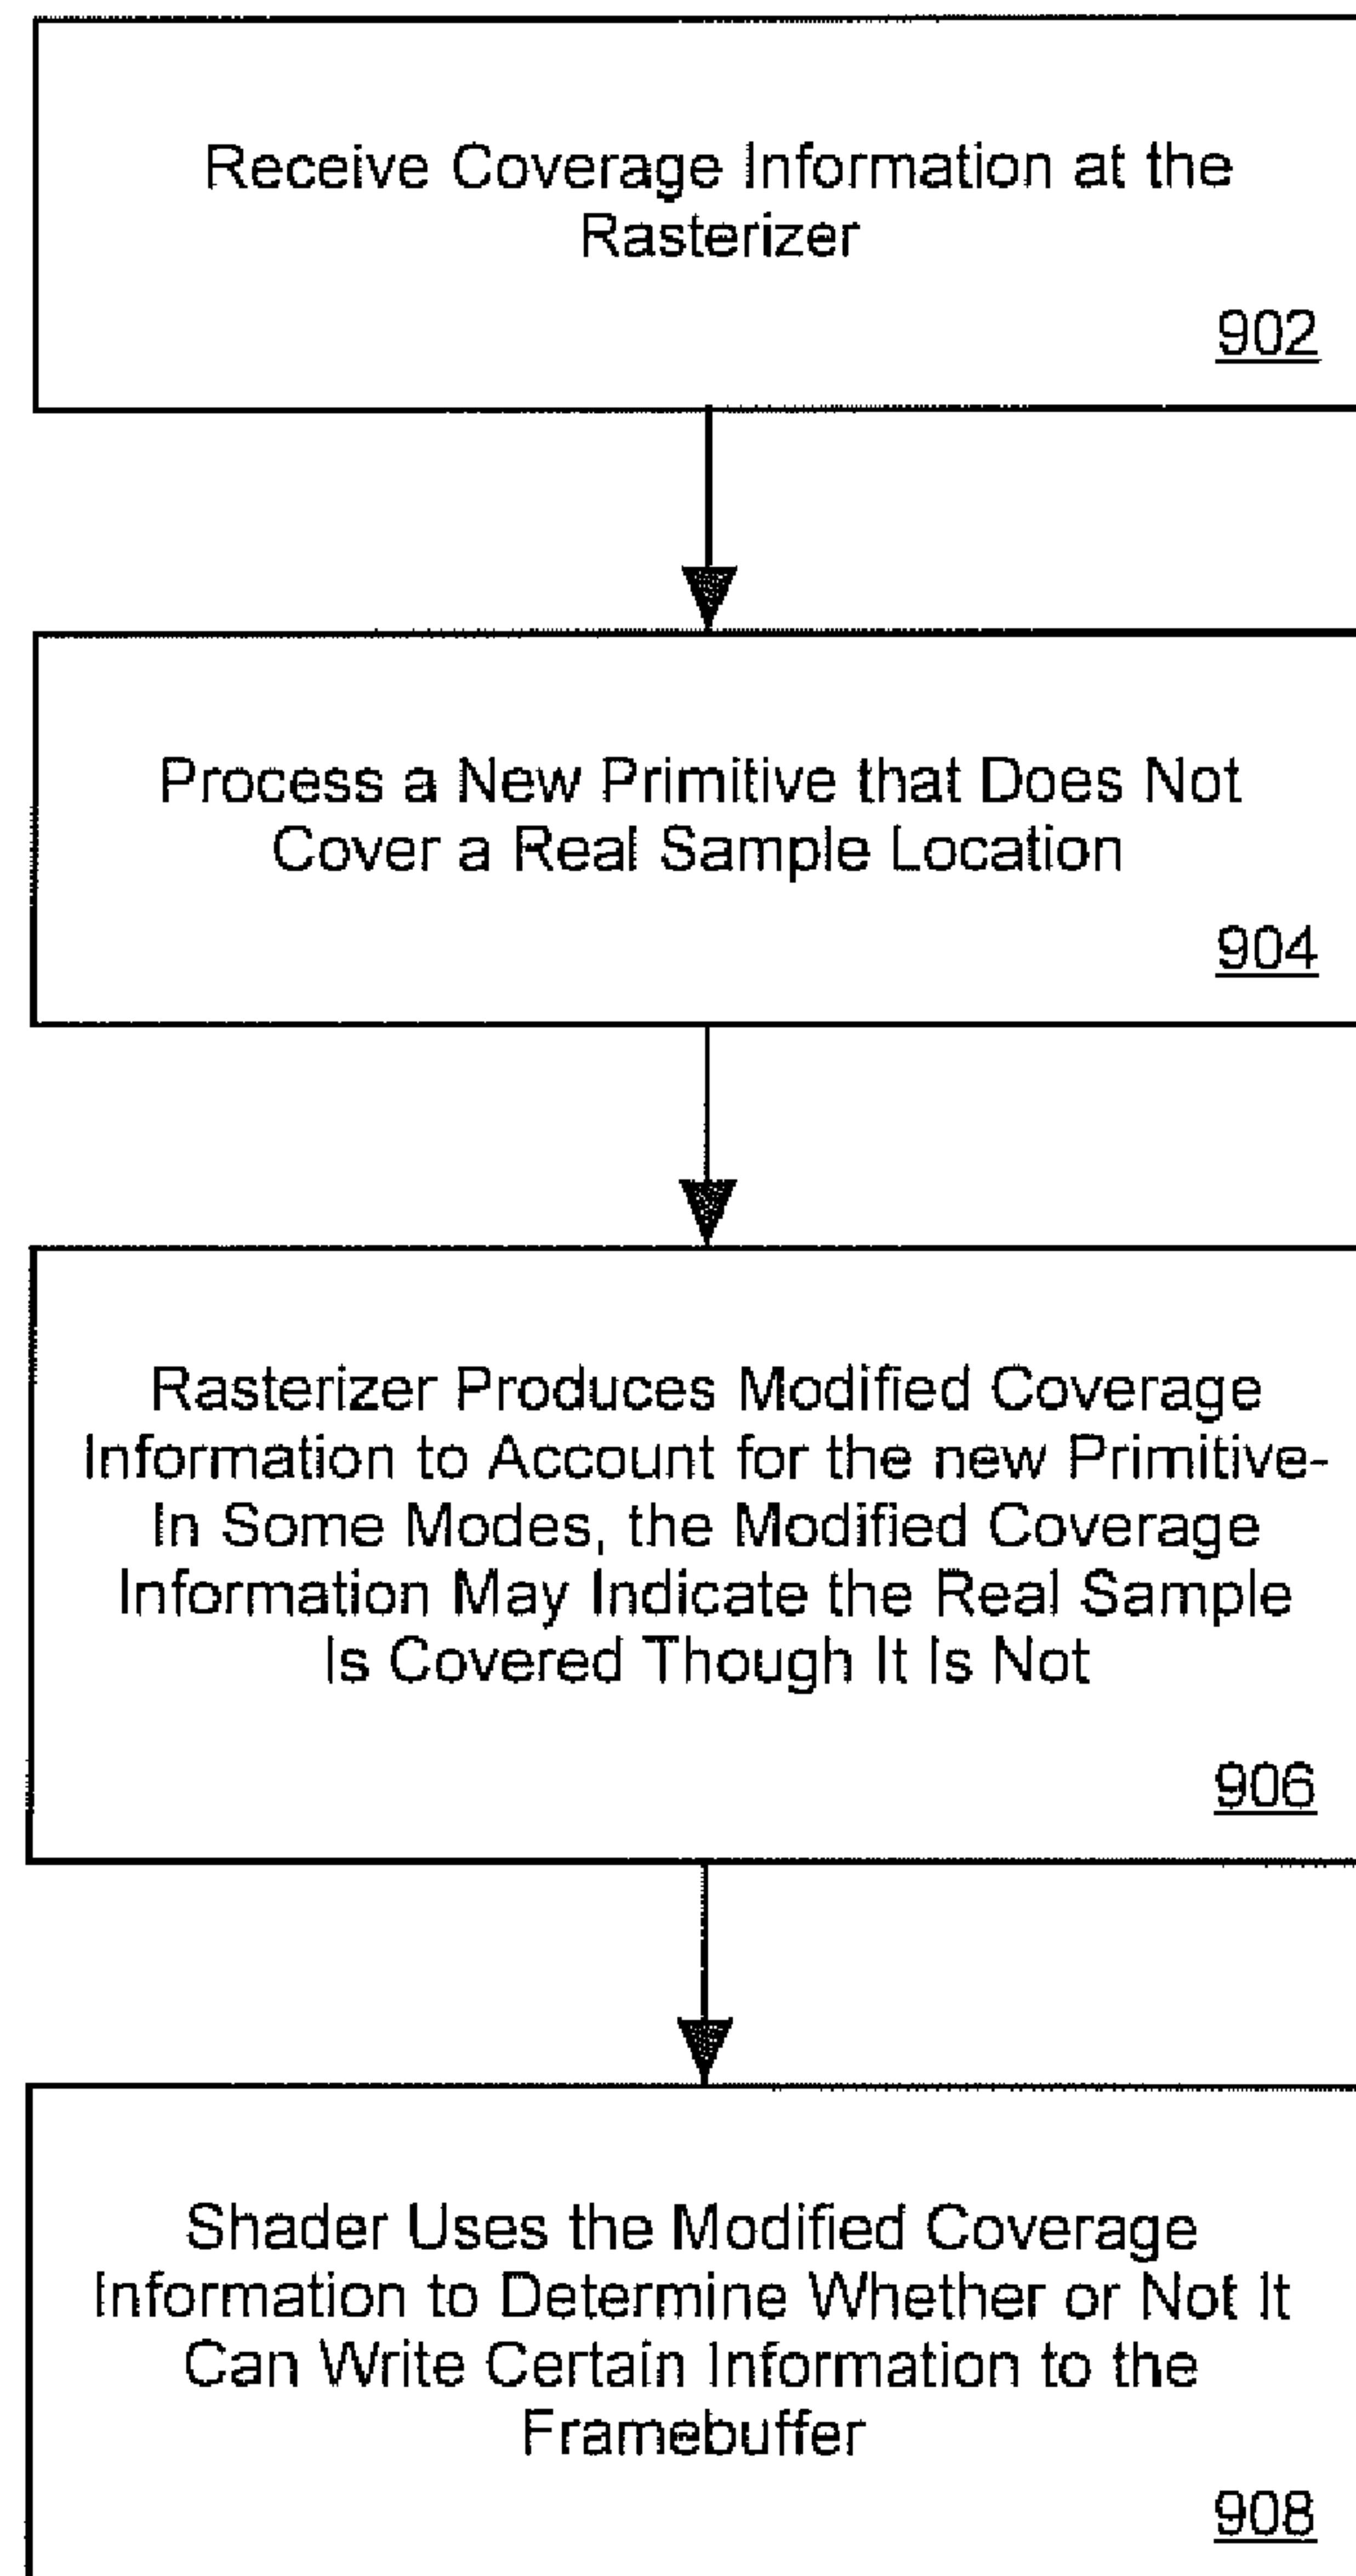 Receive Coverage Information at the
Rasterizer
902
Process a New Primitive that Does Not
Cover a Real Sample Location
904
Rasterizer Produces Modified Coverage
Information to Account for the new Primitive-
In Some Modes, the Modified Coverage
Information May Indicate the Real Sample
Is Covered Though It Is Not
906
Shader Uses the Modified Coverage
Information to Determine Whether or Not It
Can Write Certain Information to the
Framebuffer
908